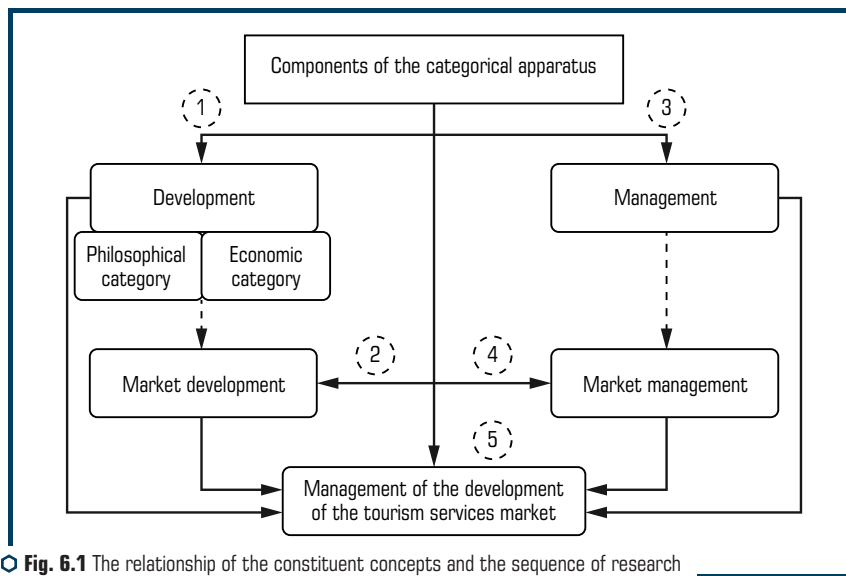 Components of the categorical apparatus
1
3
Development
Management
Philosophical
category
Economic
category
2
4
Market development
Market management
5
Management of the development
of the tourism services market
Fig. 6.1 The relationship of the constituent concepts and the sequence of research